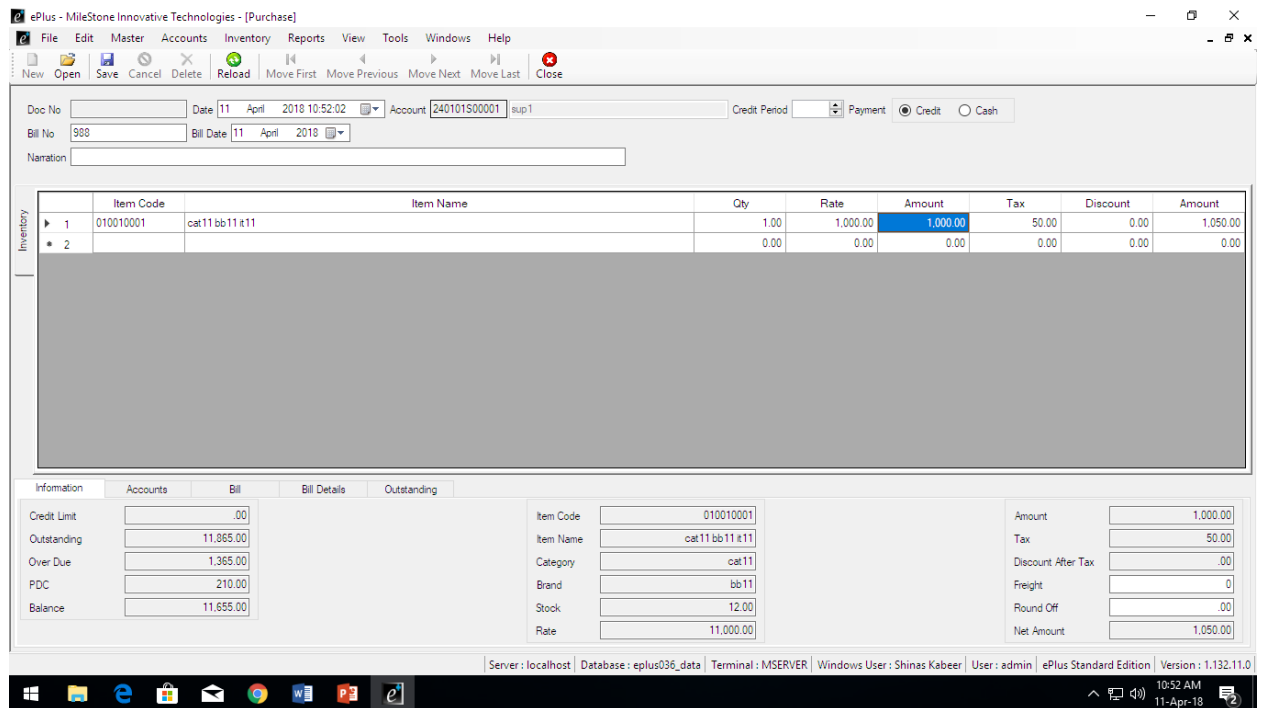 ePlus - MileStone Innovative Technologies - [Purchase]
File Edit Master Accounts Inventory Reports View Tools Windows Help
New Open Save Cancel Delete Reload Move First Move Previous Move Next Move Last Close
Doc No Date 11 April 2018 10:52:02 Account 240101S00001 sup1 Credit Period Payment Credit Cash
Bill No 988 Bill Date 11 April 2018
Narration
Inventory
Item Code Item Name Qty Rate Amount Tax Discount Amount
1 010010001 cat11 bb11 it11 1.00 1,000.00 1,000.00 50.00 0.00 1,050.00
* 2 0.00 0.00 0.00 0.00 0.00 0.00
Information Accounts Bill Bill Details Outstanding
Credit Limit .00 Item Code 010010001 Amount 1,000.00
Outstanding 11,865.00 Item Name cat11 bb11 it11 Tax 50.00
Over Due 1,365.00 Category cat11 Discount After Tax .00
PDC 210.00 Brand bb11 Freight 0
Balance 11,655.00 Stock 12.00 Round Off .00
Rate 11,000.00 Net Amount 1,050.00
Server : localhost Database : eplus036_data Terminal : MSERVER Windows User : Shinas Kabeer User : admin ePlus Standard Edition Version : 1.132.11.0
10:52 AM
11-Apr-18
2